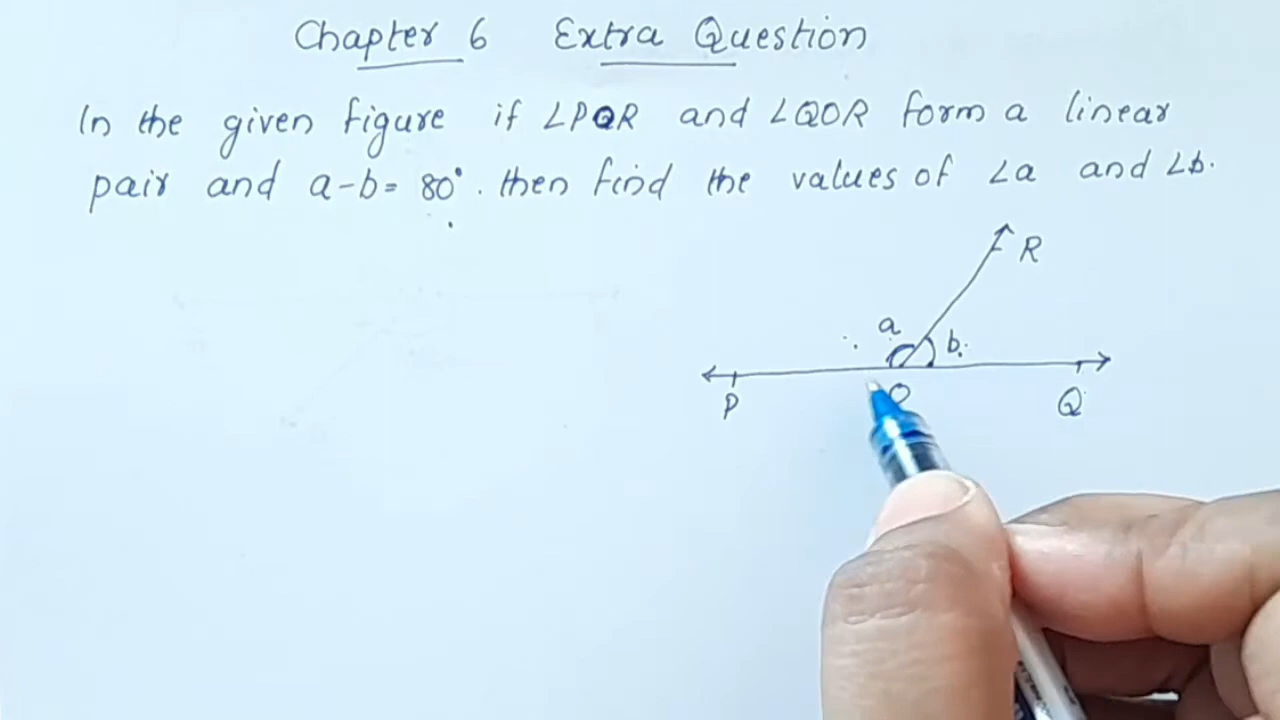 Chapter 6 Extra Question
In the given figure if ∠PQR and ∠QOR form a linear
pair and a-b= 80°. then find the values of ∠a and ∠b.
R
a
b
P
O
Q